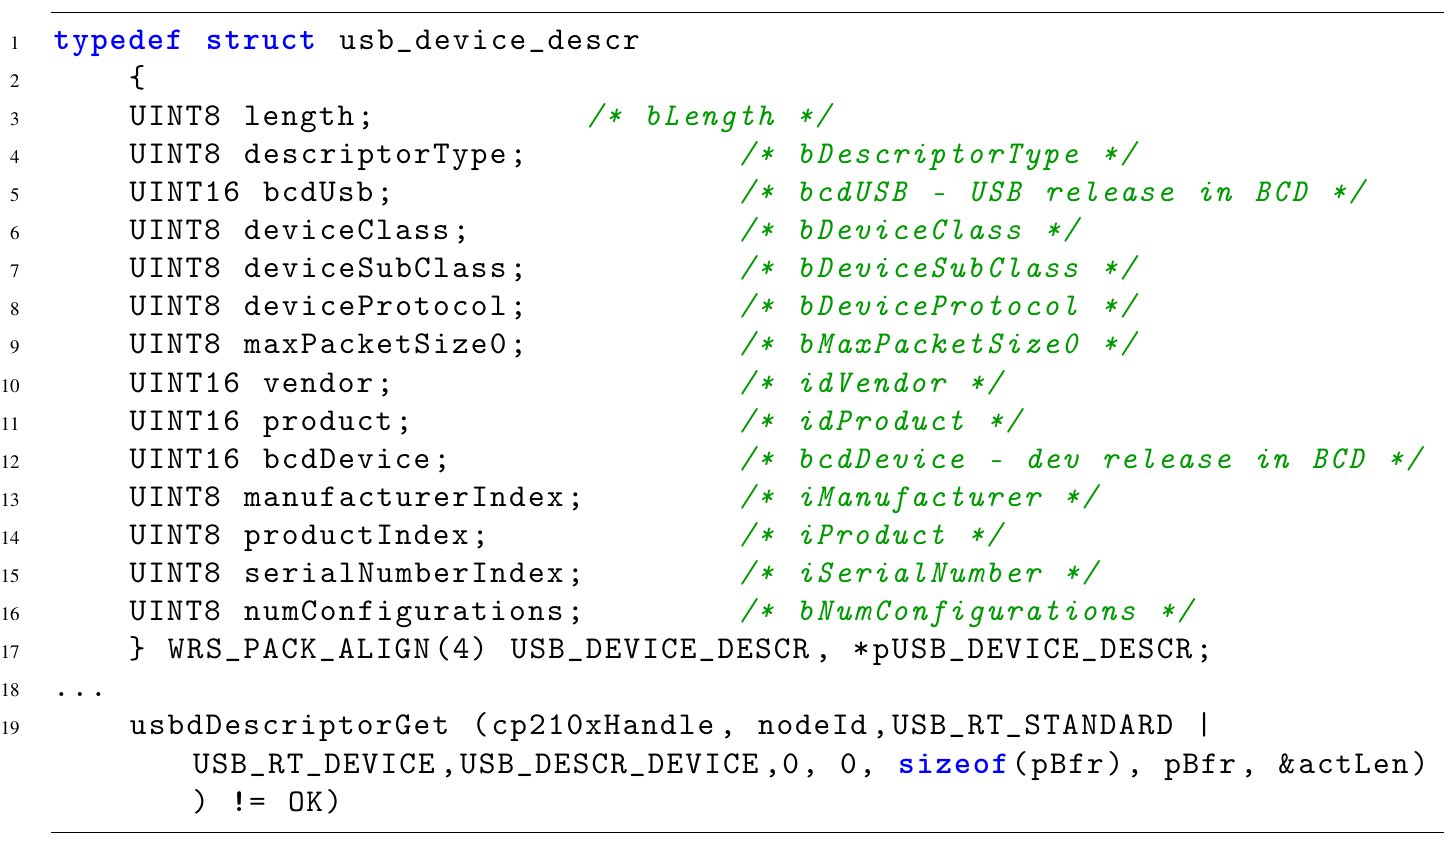 1 typedef struct usb_device_descr
2 {
3 UINT8 length; /* bLength */
4 UINT8 descriptorType; /* bDescriptorType */
5 UINT16 bcdUsb; /* bcdUSB - USB release in BCD */
6 UINT8 deviceClass; /* bDeviceClass */
7 UINT8 deviceSubClass; /* bDeviceSubClass */
8 UINT8 deviceProtocol; /* bDeviceProtocol */
9 UINT8 maxPacketSize0; /* bMaxPacketSize0 */
10 UINT16 vendor; /* idVendor */
11 UINT16 product; /* idProduct */
12 UINT16 bcdDevice; /* bcdDevice - dev release in BCD */
13 UINT8 manufacturerIndex; /* iManufacturer */
14 UINT8 productIndex; /* iProduct */
15 UINT8 serialNumberIndex; /* iSerialNumber */
16 UINT8 numConfigurations; /* bNumConfigurations */
17 } WRS_PACK_ALIGN(4) USB_DEVICE_DESCR, *pUSB_DEVICE_DESCR;
18 ...
19 usbdDescriptorGet (cp210xHandle, nodeId,USB_RT_STANDARD |
USB_RT_DEVICE,USB_DESCR_DEVICE,0, 0, sizeof(pBfr), pBfr, &actLen)
) != OK)